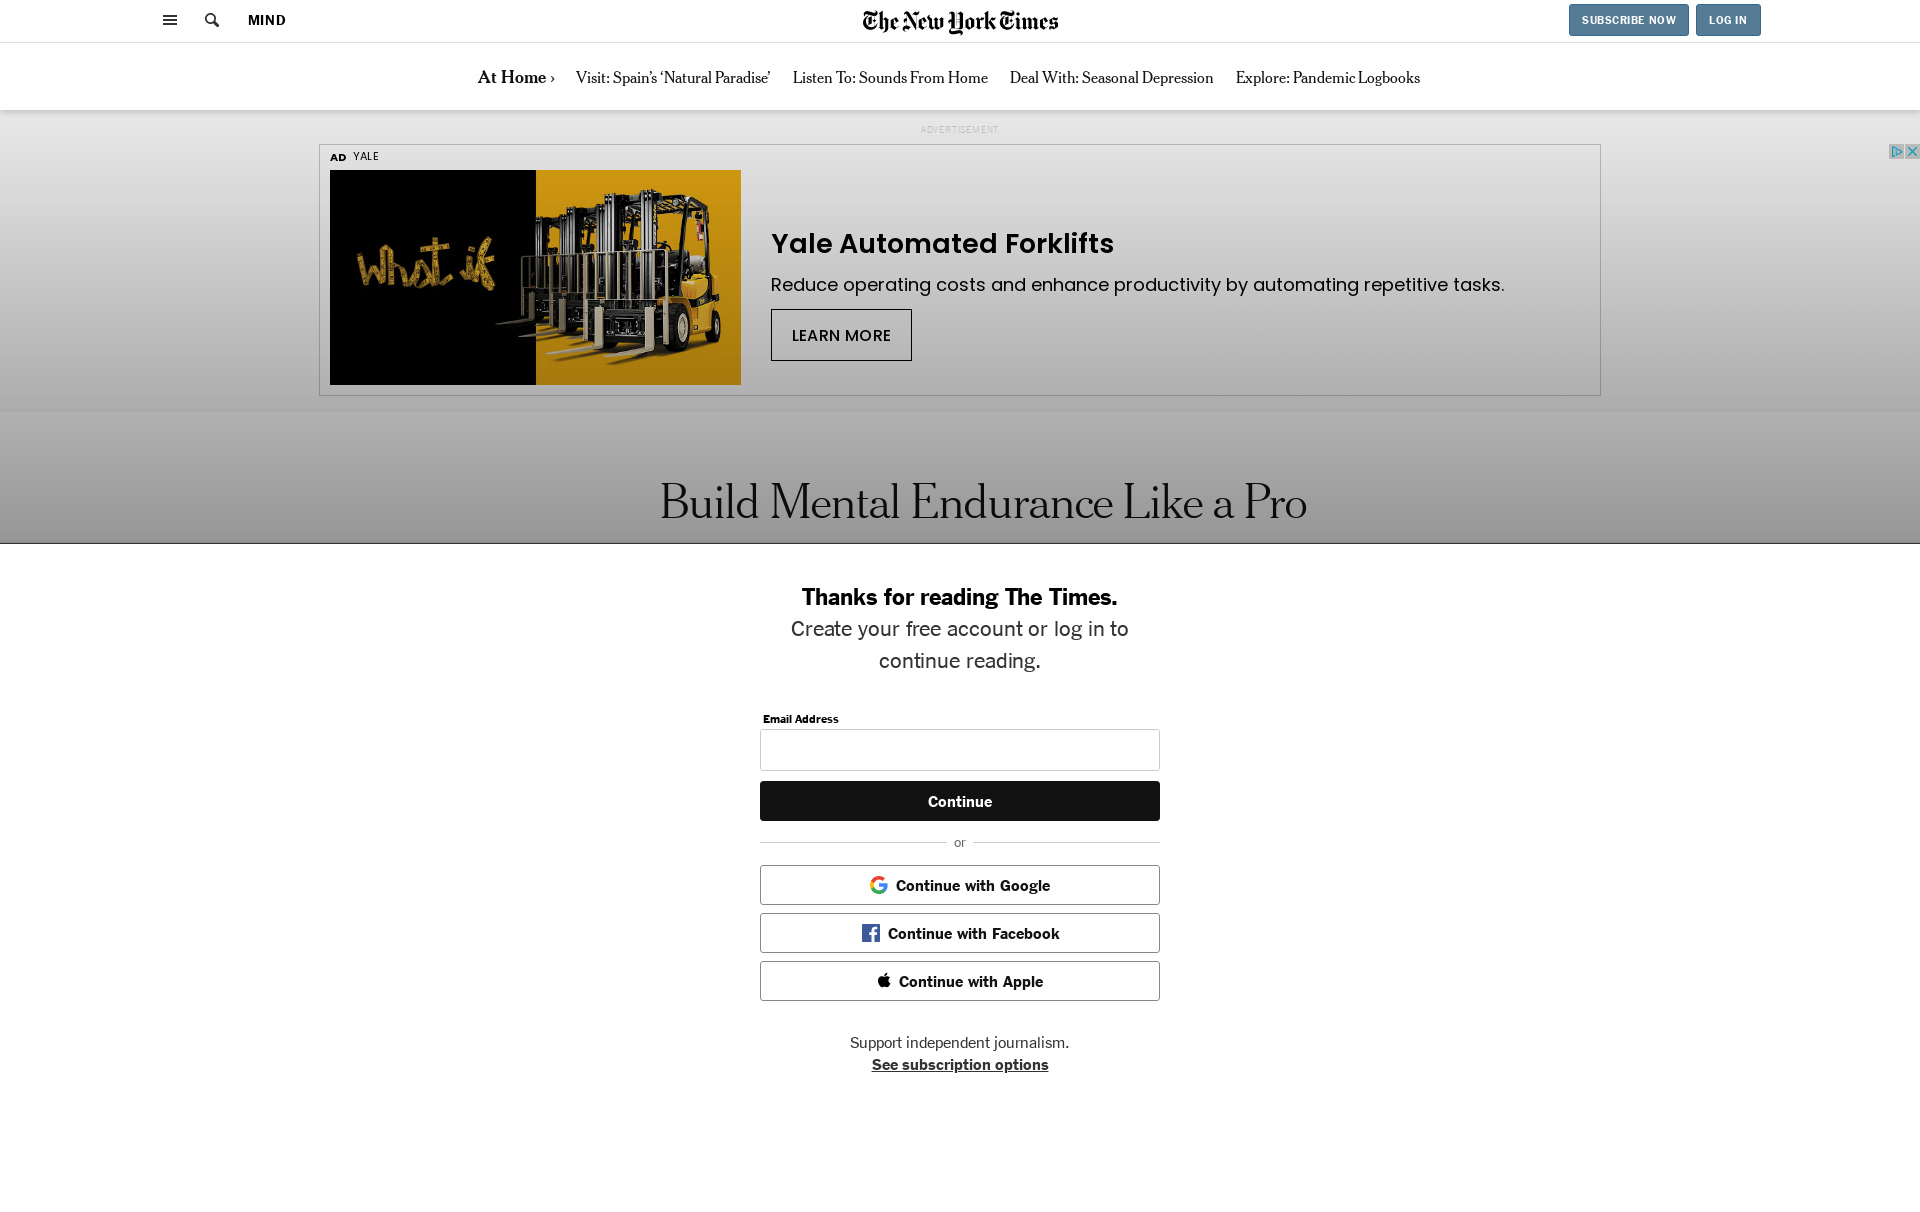 MIND
The New York Times
SUBSCRIBE NOW
LOG IN
At Home ›
Visit: Spain’s ‘Natural Paradise’
Listen To: Sounds From Home
Deal With: Seasonal Depression
Explore: Pandemic Logbooks
ADVERTISEMENT
AD YALE
What if
Yale Automated Forklifts
Reduce operating costs and enhance productivity by automating repetitive tasks.
LEARN MORE
Build Mental Endurance Like a Pro
Thanks for reading The Times.
Create your free account or log in to
continue reading.
Email Address
Continue
or
Continue with Google
Continue with Facebook
Continue with Apple
Support independent journalism.
See subscription options